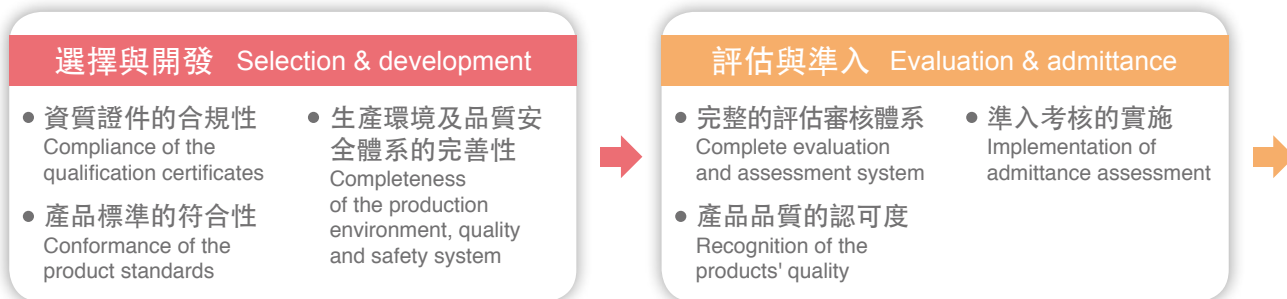 選擇與開發 Selection & development
資質證件的合規性
Compliance of the
qualification certificates
產品標準的符合性
Conformance of the
product standards
生產環境及品質安
全體系的完善性
Completeness
of the production
environment, quality
and safety system
評估與準入 Evaluation & admittance
完整的評估審核體系
Complete evaluation
and assessment system
產品品質的認可度
Recognition of the
products' quality
準入考核的實施
Implementation of
admittance assessment